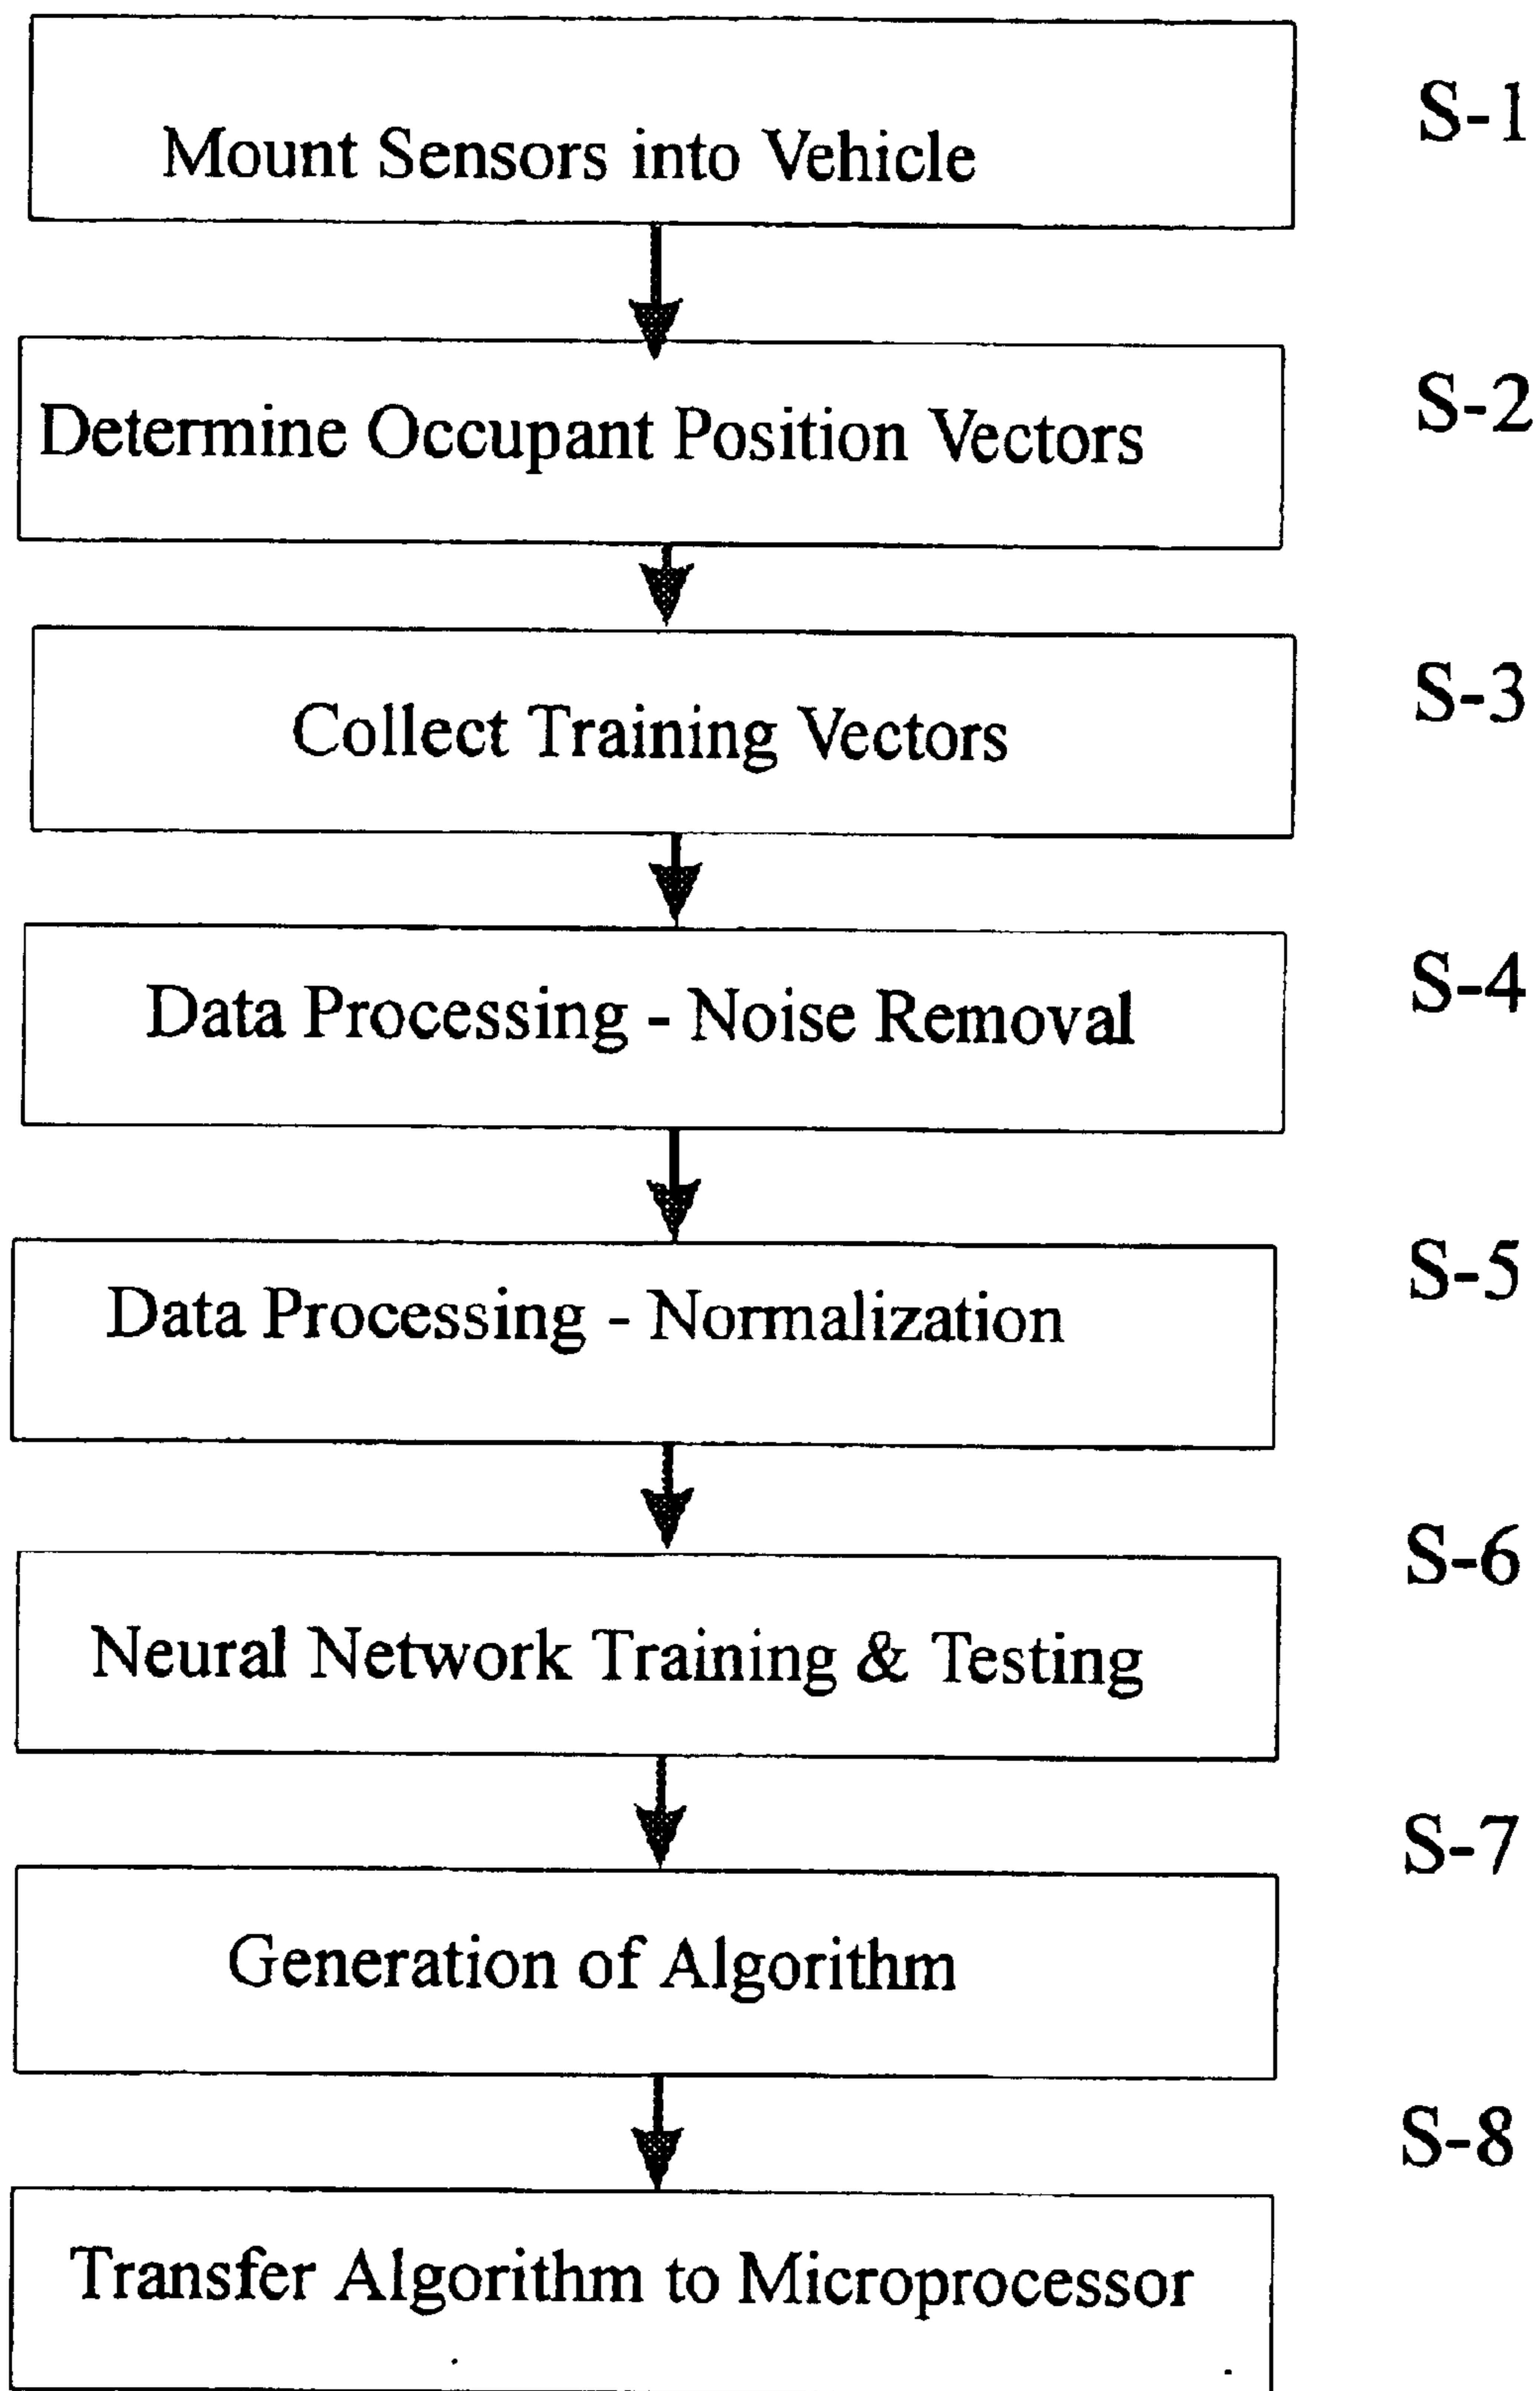 Mount Sensors into Vehicle
S-1
Determine Occupant Position Vectors
S-2
Collect Training Vectors
S-3
Data Processing - Noise Removal
S-4
Data Processing - Normalization
S-5
Neural Network Training & Testing
S-6
Generation of Algorithm
S-7
Transfer Algorithm to Microprocessor
S-8